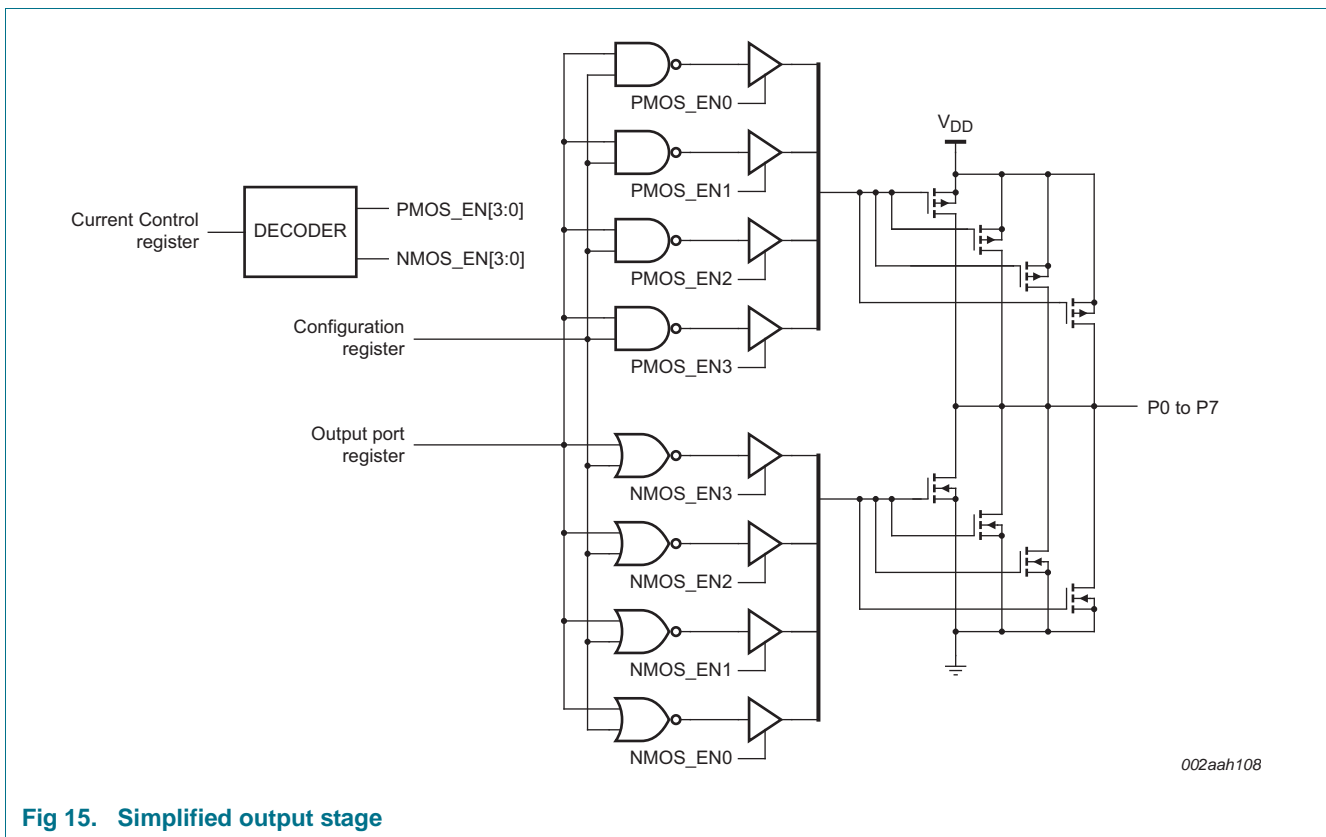 PMOS_EN0
V_DD
PMOS_EN1
Current Control
register
DECODER
PMOS_EN[3:0]
NMOS_EN[3:0]
PMOS_EN2
Configuration
register
PMOS_EN3
P0 to P7
Output port
register
NMOS_EN3
NMOS_EN2
NMOS_EN1
NMOS_EN0
002aah108
Fig 15. Simplified output stage